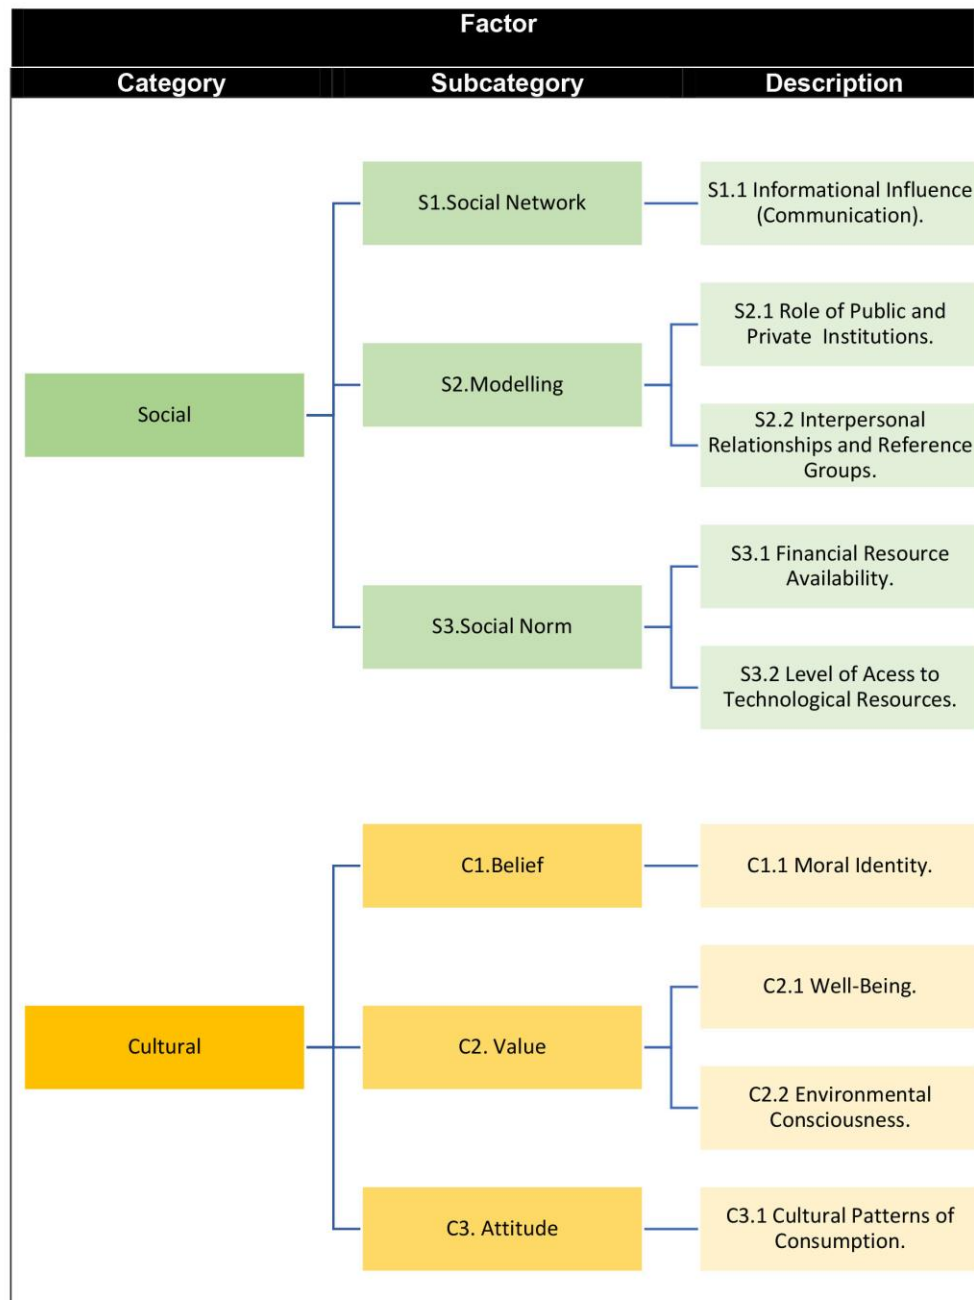 Factor
Category Subcategory Description
S1.Social Network
S1.1 Informational Influence
(Communication).
S2.1 Role of Public and
Private  Institutions.
Social
S2.Modelling
S2.2 Interpersonal
Relationships and Reference
Groups.
S3.1 Financial Resource
Availability.
S3.Social Norm
S3.2 Level of Acess to
Technological Resources.
C1.Belief
C1.1 Moral Identity.
C2.1 Well-Being.
Cultural
C2. Value
C2.2 Environmental
Consciousness.
C3. Attitude
C3.1 Cultural Patterns of
Consumption.